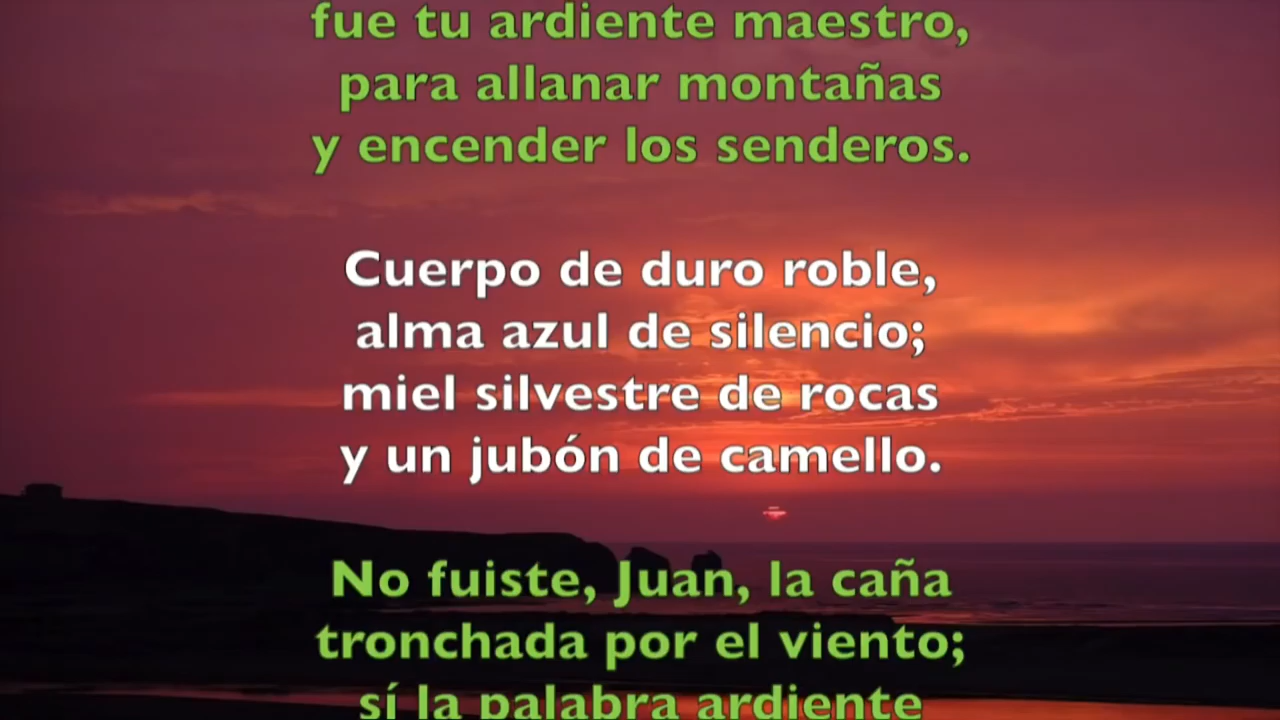 fue tu ardiente maestro,
para allanar montañas
y encender los senderos.
Cuerpo de duro roble,
alma azul de silencio;
miel silvestre de rocas
y un jubón de camello.
No fuiste, Juan, la caña
tronchada por el viento;
sí la palabra ardiente